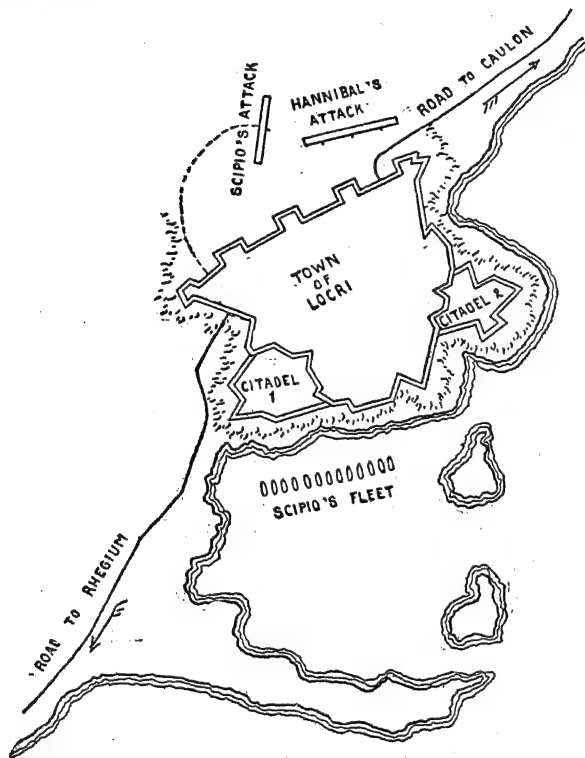 SCIPIO'S ATTACK
HANNIBAL'S
ATTACK
ROAD TO CAULON
TOWN
OF
LOCRI
CITADEL 2
CITADEL
1
SCIPIO'S FLEET
ROAD TO RHEGIUM